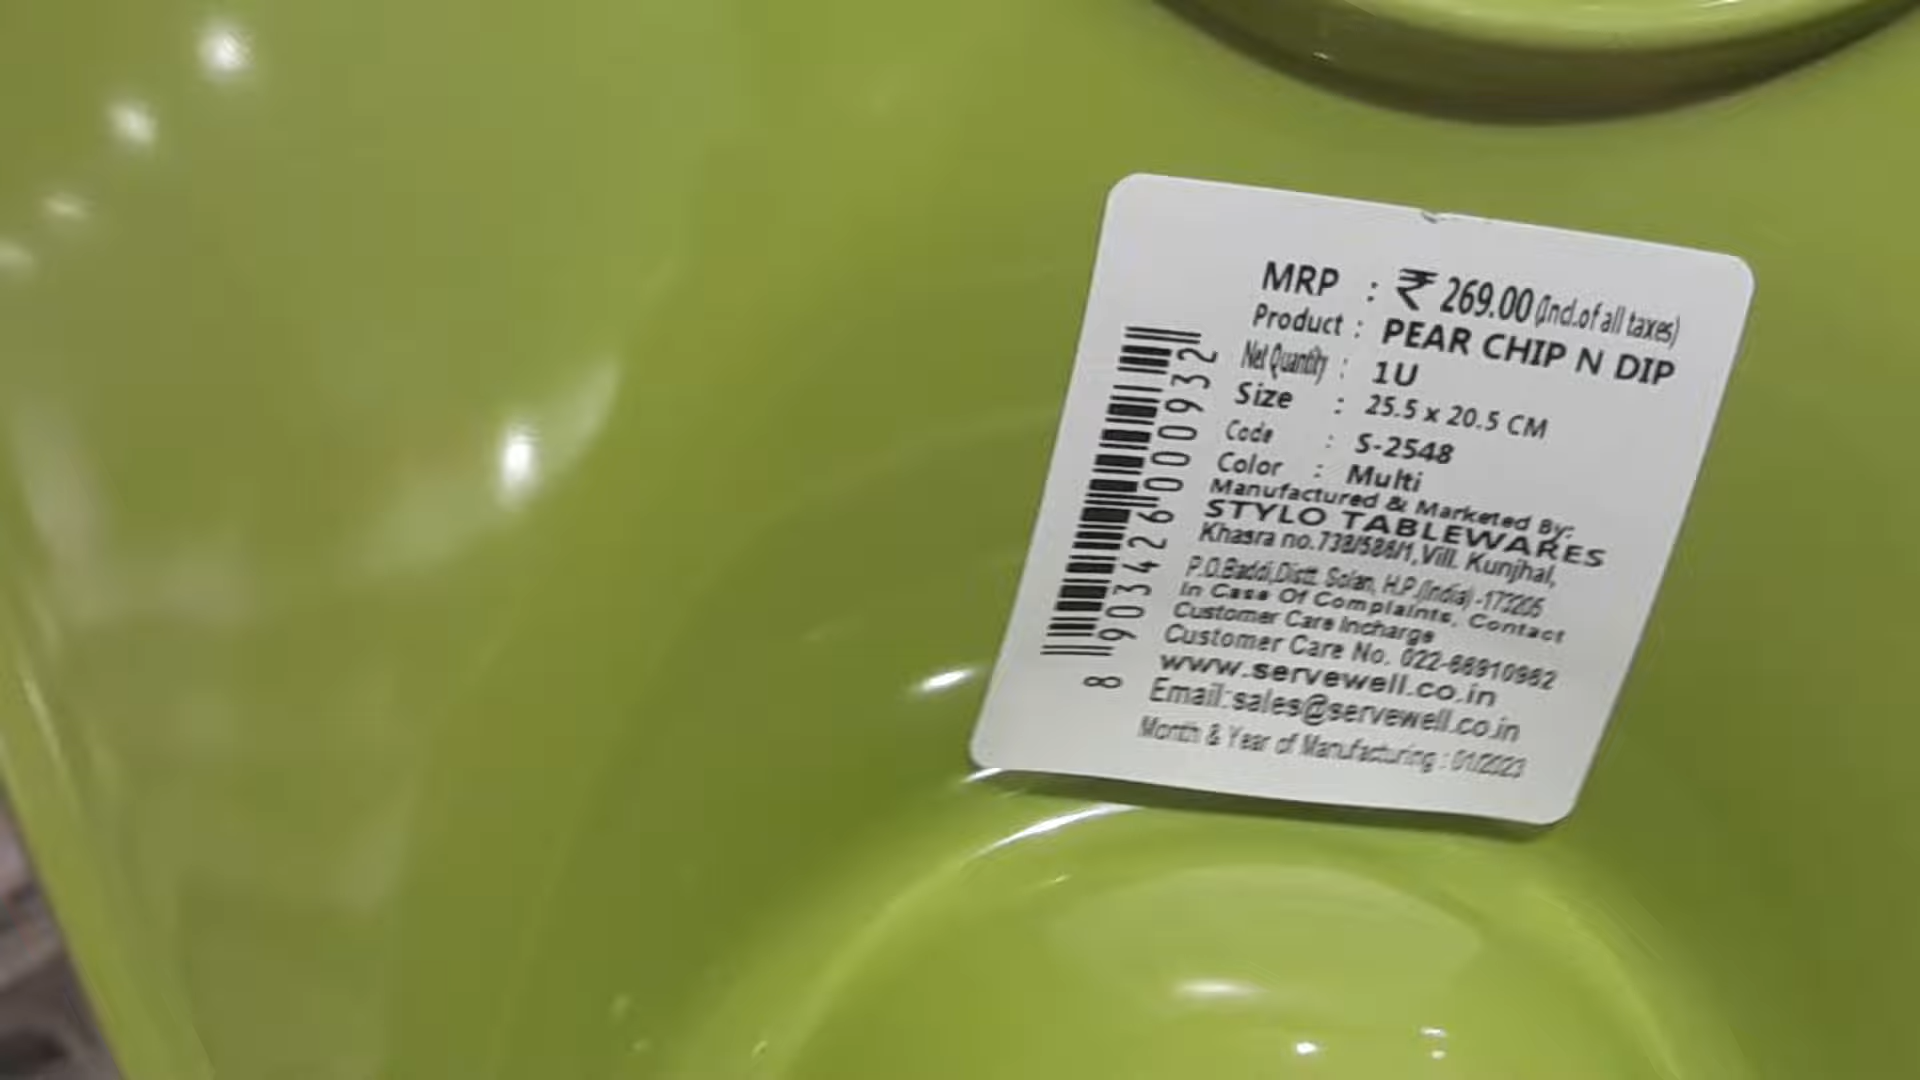 MRP : ₹ 269.00 (Incl.of all taxes)
Product : PEAR CHIP N DIP
Net Quantity : 1U
Size : 25.5 x 20.5 CM
Code : S-2548
Color : Multi
Manufactured & Marketed By:
STYLO TABLEWARES
Khasra no.738/586/1,Vill. Kunjhal,
P.O.Baddi,Distt. Solan, H.P.(India) -173205
In Case Of Complaints, Contact
Customer Care Incharge
Customer Care No. 022-66910962
www.servewell.co.in
Email:sales@servewell.co.in
Month & Year of Manufacturing : 01/2023
8 903426 000932